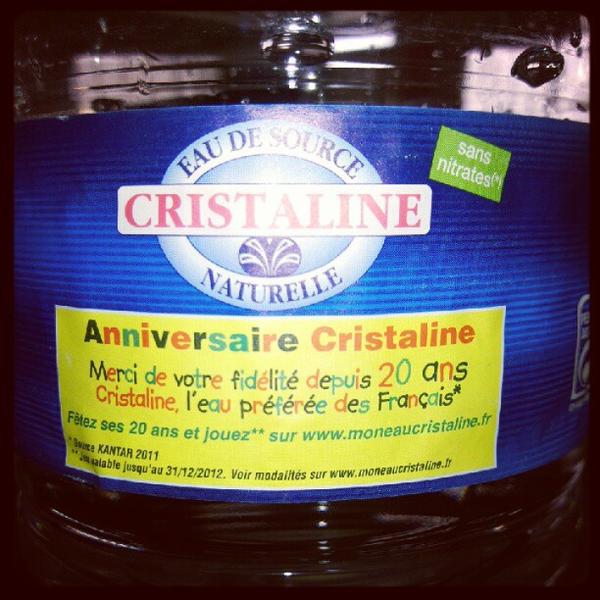 EAU DE SOURCE
CRISTALINE
NATURELLE
sans
nitrates(*)
Anniversaire Cristaline
Merci de votre fidélité depuis 20 ans
Cristaline, l'eau préférée des Français*
Fêtez ses 20 ans et jouez** sur www.moneaucristaline.fr
* Source KANTAR 2011
** Jeu valable jusqu'au 31/12/2012. Voir modalités sur www.moneaucristaline.fr